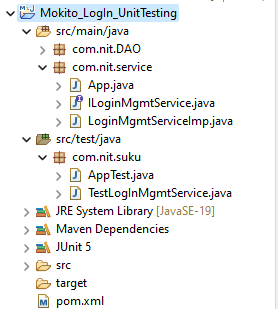 Mokito_LogIn_UnitTesting
src/main/java
com.nit.DAO
com.nit.service
App.java
ILoginMgmtService.java
LoginMgmtServiceImp.java
src/test/java
com.nit.suku
AppTest.java
TestLogInMgmtService.java
JRE System Library [JavaSE-19]
Maven Dependencies
JUnit 5
src
target
pom.xml